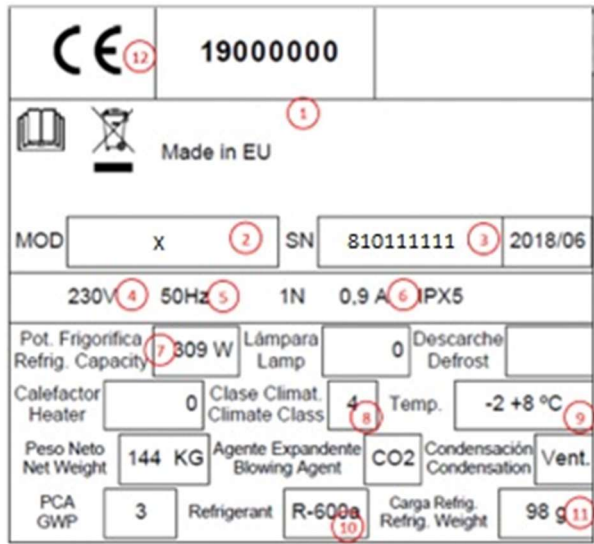 CE 12 19000000
1
Made in EU
MOD X 2 SN 810111111 3 2018/06
230V 4 50Hz 5 1N 0,9 A 6 IPX5
Pot. Frigorifica Refrig. Capacity 7 309 W Lámpara Lamp 0 Descarche Defrost
Calefactor Heater 0 Clase Climat. Climate Class 4 8 Temp. -2 +8 ºC 9
Peso Neto Net Weight 144 KG Agente Expandente Blowing Agent CO2 Condensación Condensation Vent.
PCA GWP 3 Refrigerant R-600a 10 Carga Refrig. Refrig. Weight 98 g 11